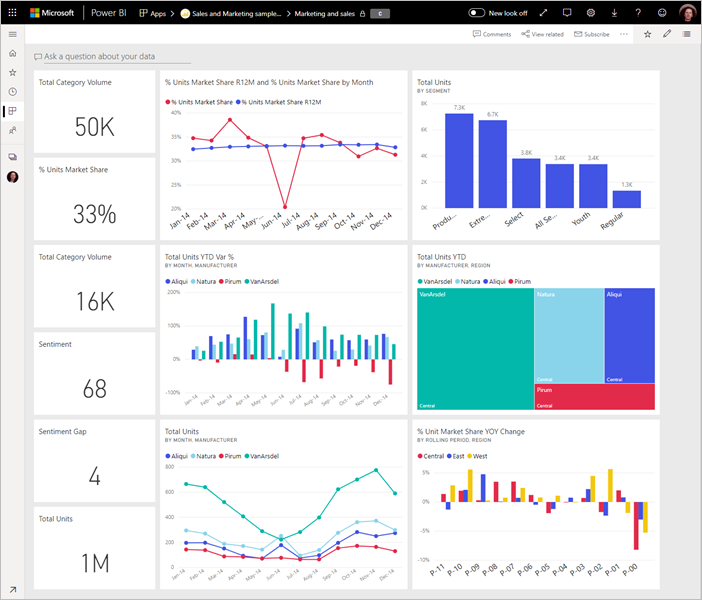 Microsoft Power BI Apps > Sales and Marketing sample... > Marketing and sales C New look off
Comments View related Subscribe ...
Ask a question about your data
Total Category Volume
50K
% Units Market Share
33%
Total Category Volume
16K
Sentiment
68
Sentiment Gap
4
Total Units
1M
% Units Market Share R12M and % Units Market Share by Month
% Units Market Share % Units Market Share R12M
40%
35%
30%
25%
20%
Jan-14 Feb-14 Mar-14 Apr-14 May-... Jun-14 Jul-14 Aug-14 Sep-14 Oct-14 Nov-14 Dec-14
Total Units
BY SEGMENT
8K
6K
4K
2K
0K
7.3K 6.7K 3.8K 3.4K 3.4K 1.3K
Produ... Extre... Select All Se... Youth Regular
Total Units YTD Var %
BY MONTH, MANUFACTURER
Aliqui Natura Pirum VanArsdel
200%
100%
0%
-100%
Jan-14 Feb-14 Mar-14 Apr-14 May-14 Jun-14 Jul-14 Aug-14 Sep-14 Oct-14 Nov-14 Dec-14
Total Units YTD
BY MANUFACTURER, REGION
VanArsdel Natura Aliqui Pirum
VanArsdel Natura Aliqui
Central Central
Pirum
Central Central
Total Units
BY MONTH, MANUFACTURER
Aliqui Natura Pirum VanArsdel
800
600
400
200
0
Jan-14 Feb-14 Mar-14 Apr-14 May-14 Jun-14 Jul-14 Aug-14 Sep-14 Oct-14 Nov-14 Dec-14
% Unit Market Share YOY Change
BY ROLLING PERIOD, REGION
Central East West
5%
0%
-5%
-10%
P-11 P-10 P-09 P-08 P-07 P-06 P-05 P-04 P-03 P-02 P-01 P-00